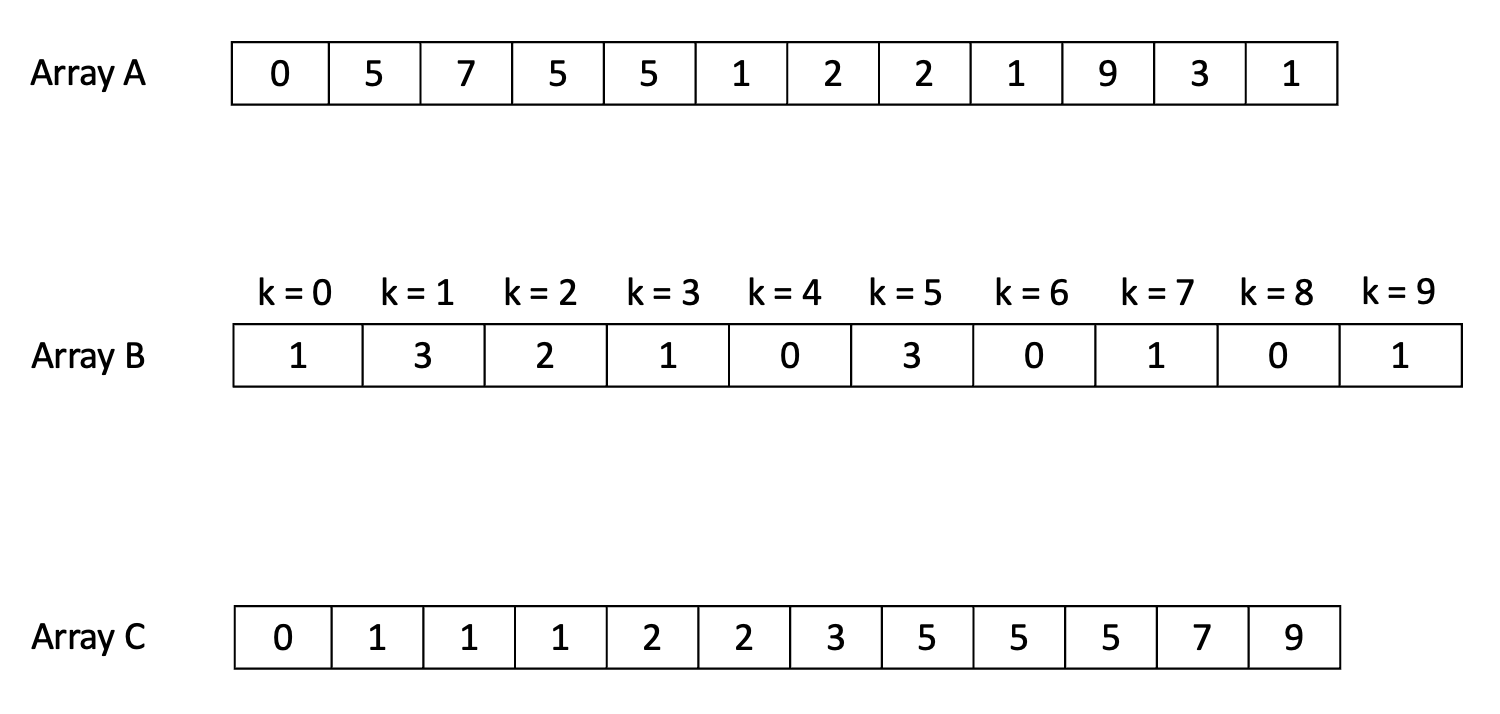 Array A 0 5 7 5 5 1 2 2 1 9 3 1
k = 0 k = 1 k = 2 k = 3 k = 4 k = 5 k = 6 k = 7 k = 8 k = 9
Array B 1 3 2 1 0 3 0 1 0 1
Array C 0 1 1 1 2 2 3 5 5 5 7 9